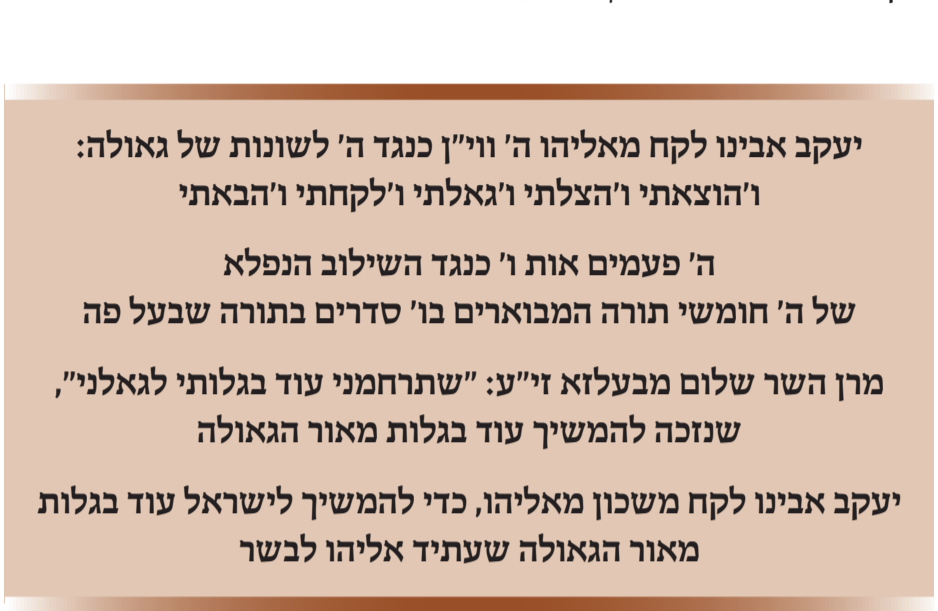 יעקב אבינו לקח מאליהו ה' ווי"ן כנגד ה' לשונות של גאולה:
ו'הוצאתי ו'הצלתי ו'גאלתי ו'לקחתי ו'הבאתי
ה' פעמים אות ו' כנגד השילוב הנפלא
של ה' חומשי תורה המבוארים בו' סדרים בתורה שבעל פה
מרן השר שלום מבעלזא זי"ע: "שתרחמני עוד בגלותי לגאלני",
שנזכה להמשיך עוד בגלות מאור הגאולה
יעקב אבינו לקח משכון מאליהו, כדי להמשיך לישראל עוד בגלות
מאור הגאולה שעתיד אליהו לבשר